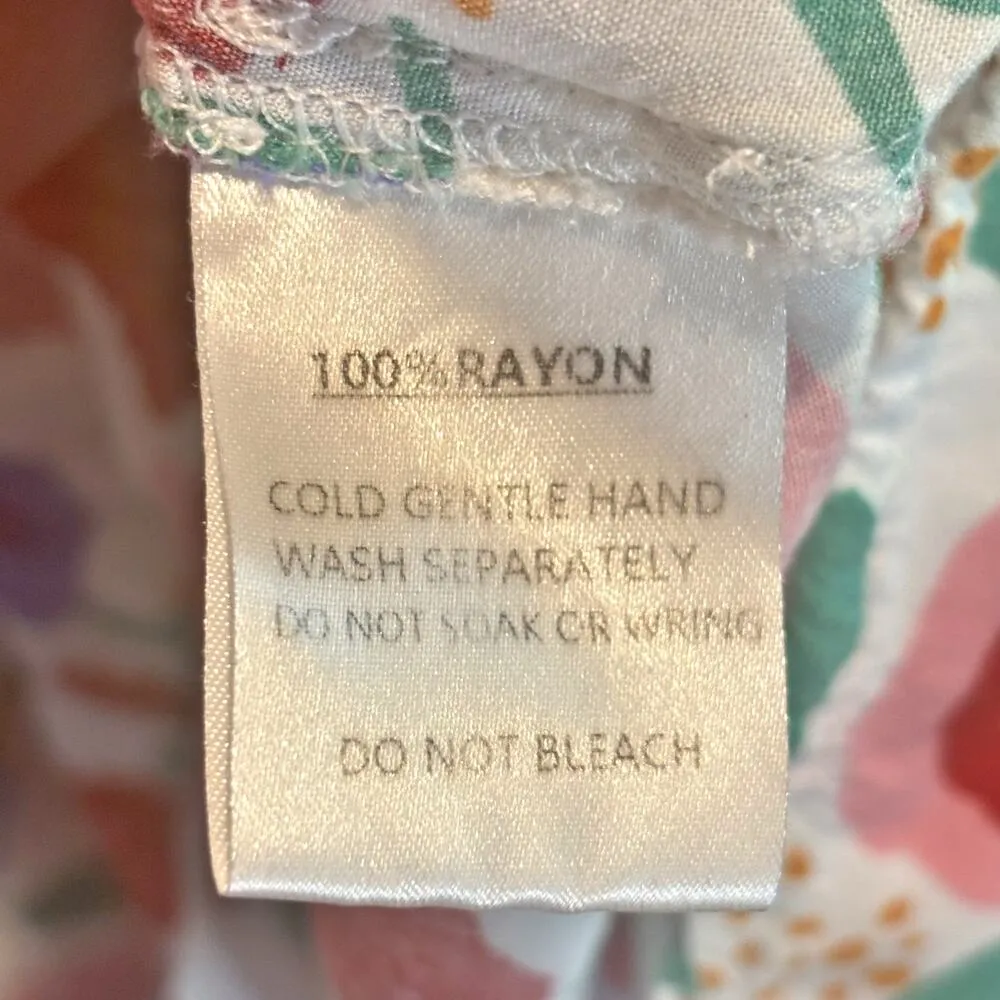 100% RAYON
COLD GENTLE HAND
WASH SEPARATELY
DO NOT SOAK OR WRING
DO NOT BLEACH